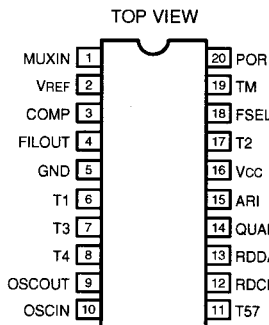 TOP VIEW
MUXIN 1 20 POR
VREF 2 19 TM
COMP 3 18 FSEL
FILOUT 4 17 T2
GND 5 16 VCC
T1 6 15 ARI
T3 7 14
T4 8 13
OSCOUT 9 12
OSCIN 10 11 T57